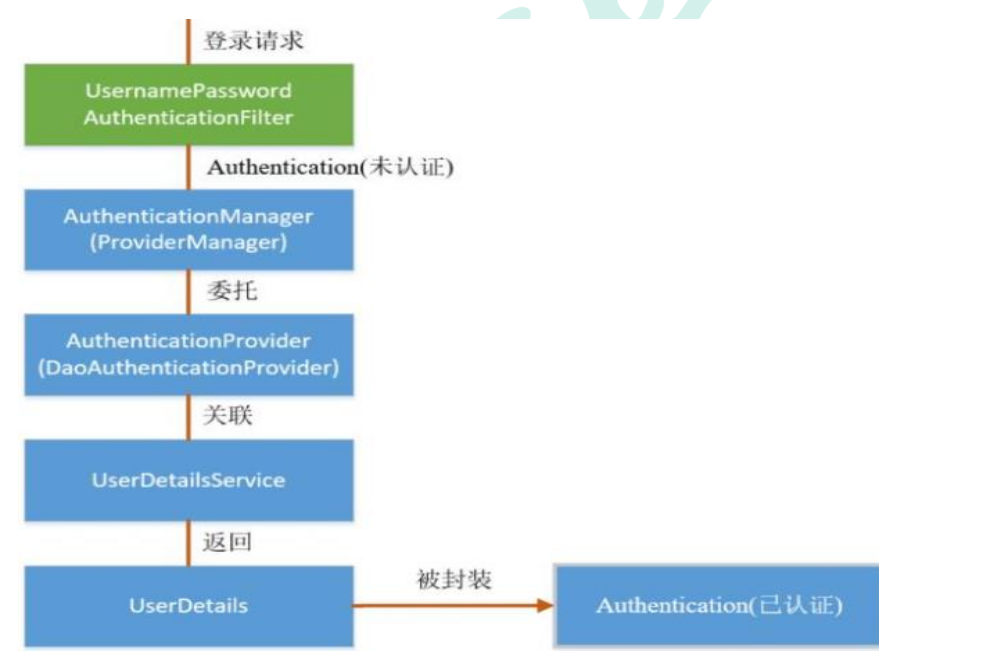 登录请求
UsernamePassword
AuthenticationFilter
Authentication(未认证)
AuthenticationManager
(ProviderManager)
委托
AuthenticationProvider
(DaoAuthenticationProvider)
关联
UserDetailsService
返回
UserDetails
被封装
Authentication(已认证)